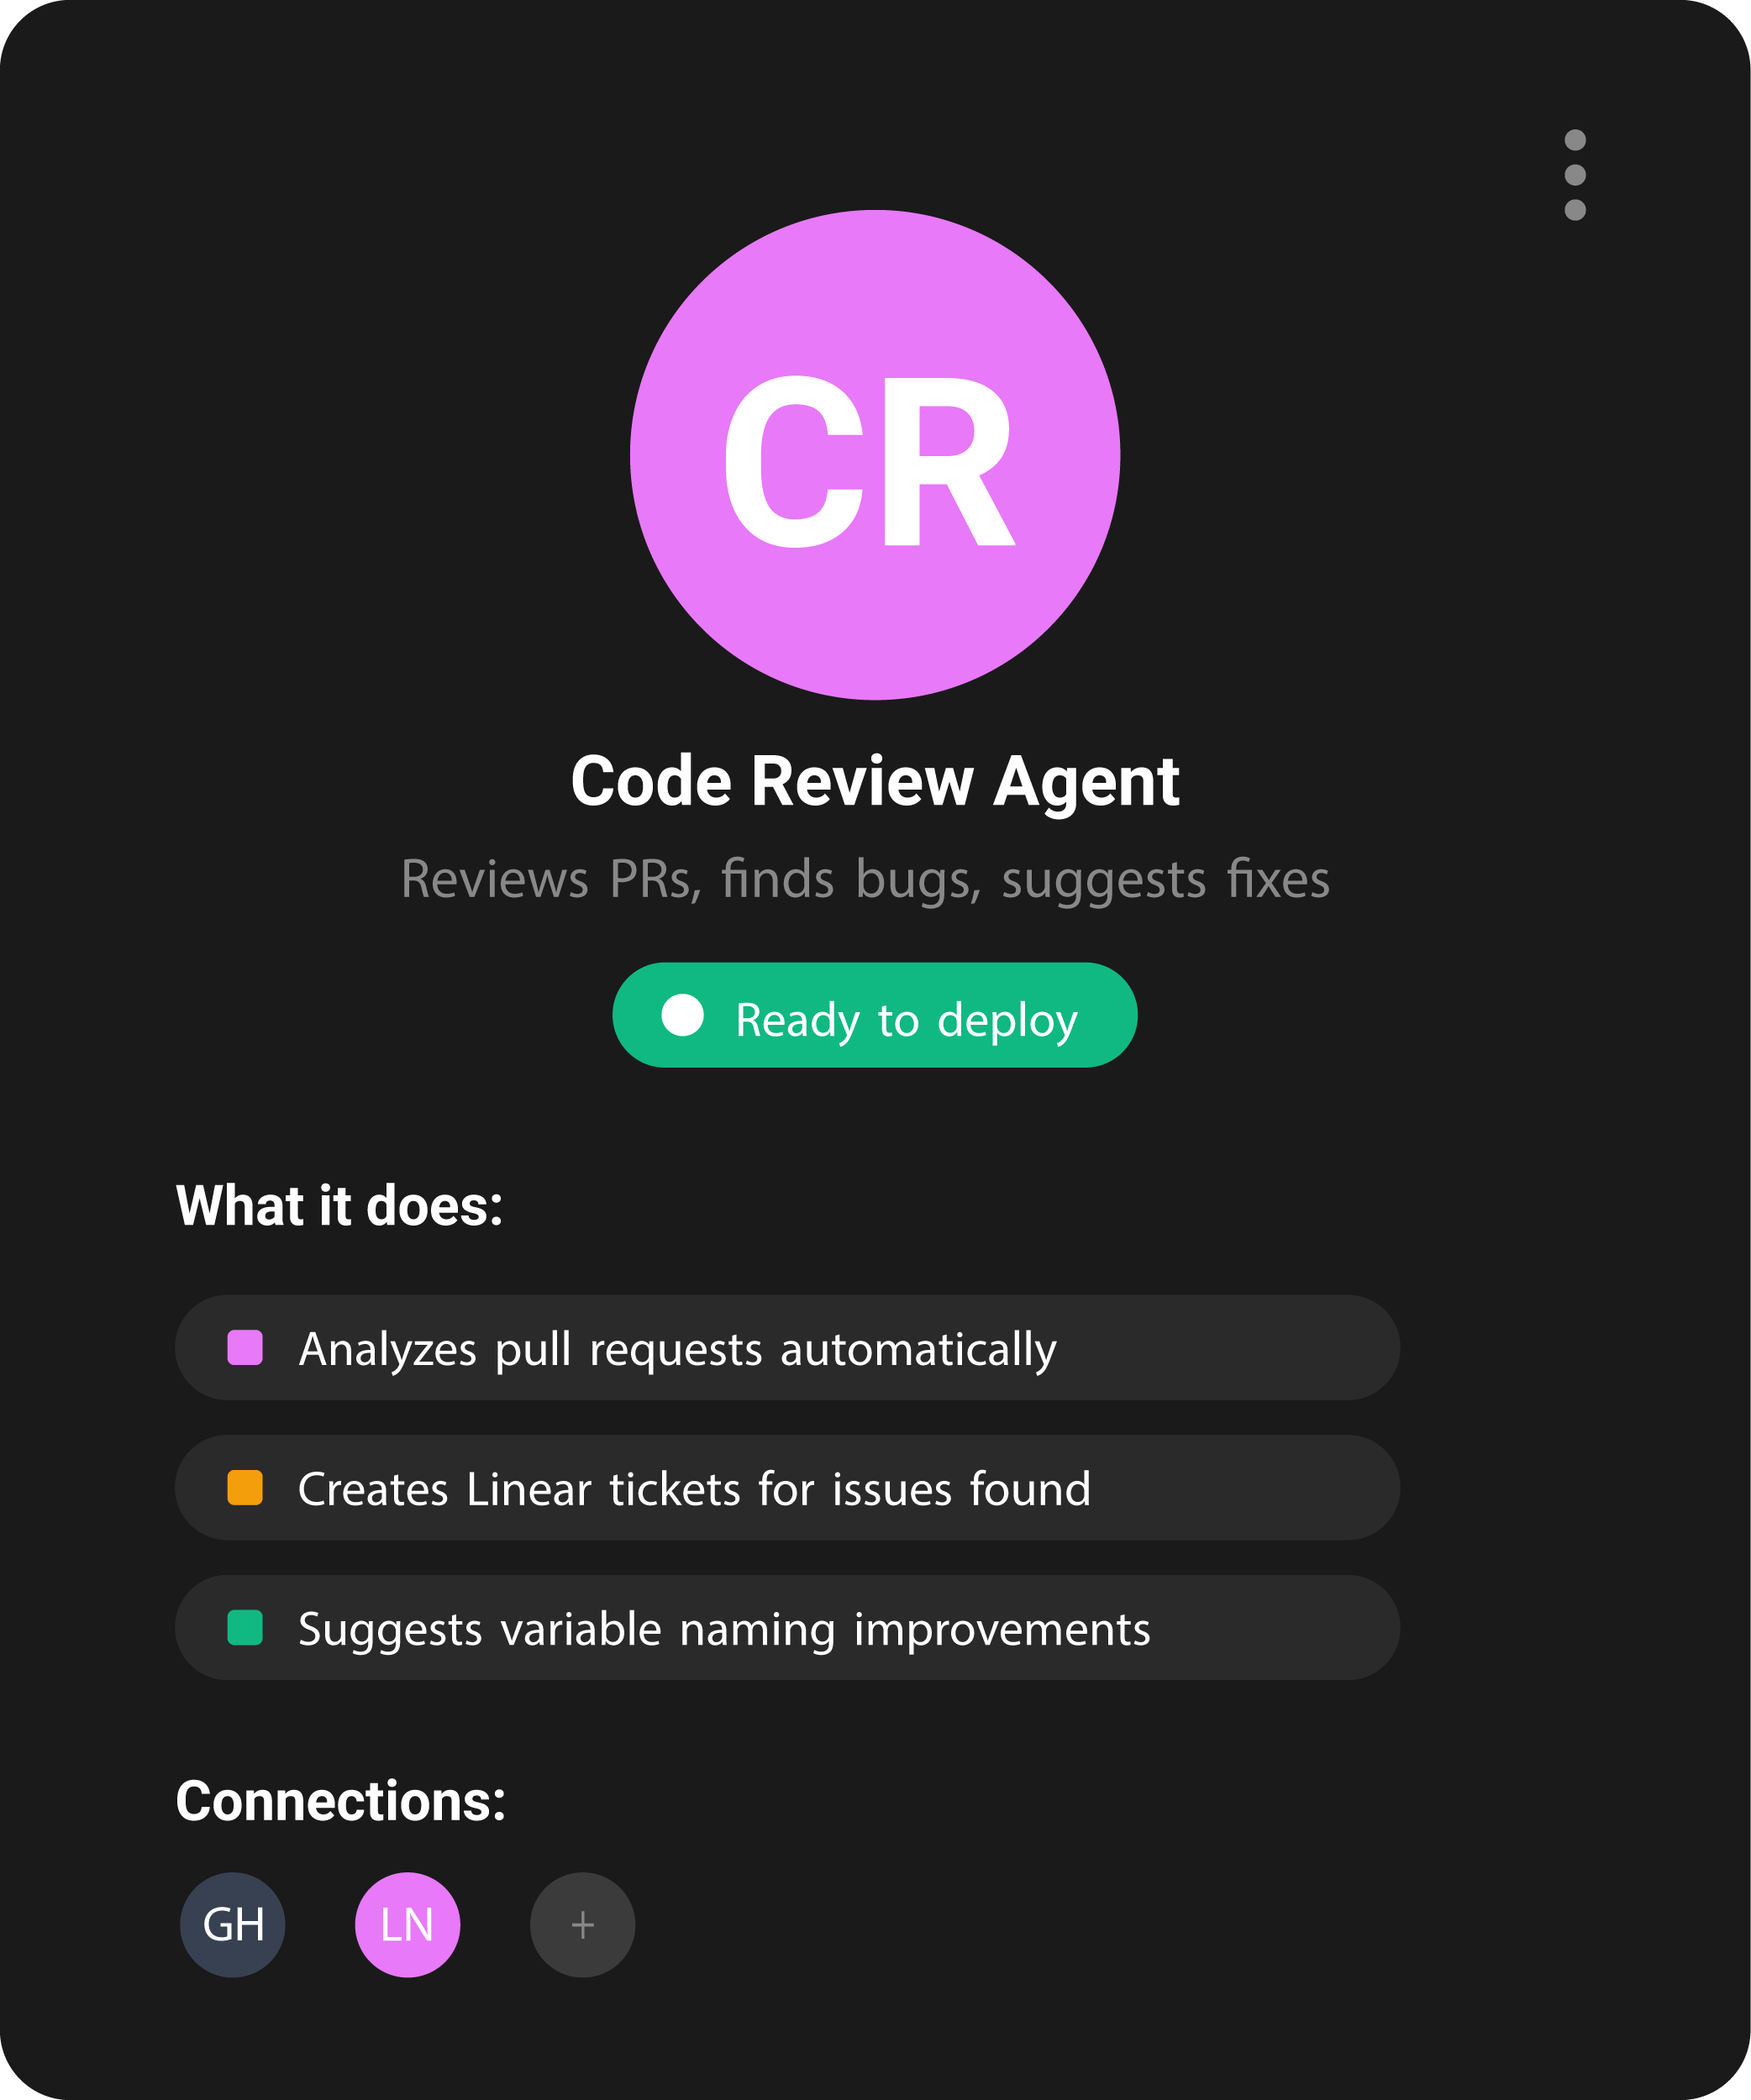 CR
Code Review Agent
Reviews PRs, finds bugs, suggests fixes
Ready to deploy
What it does:
Analyzes pull requests automatically
Creates Linear tickets for issues found
Suggests variable naming improvements
Connections:
GH LN +